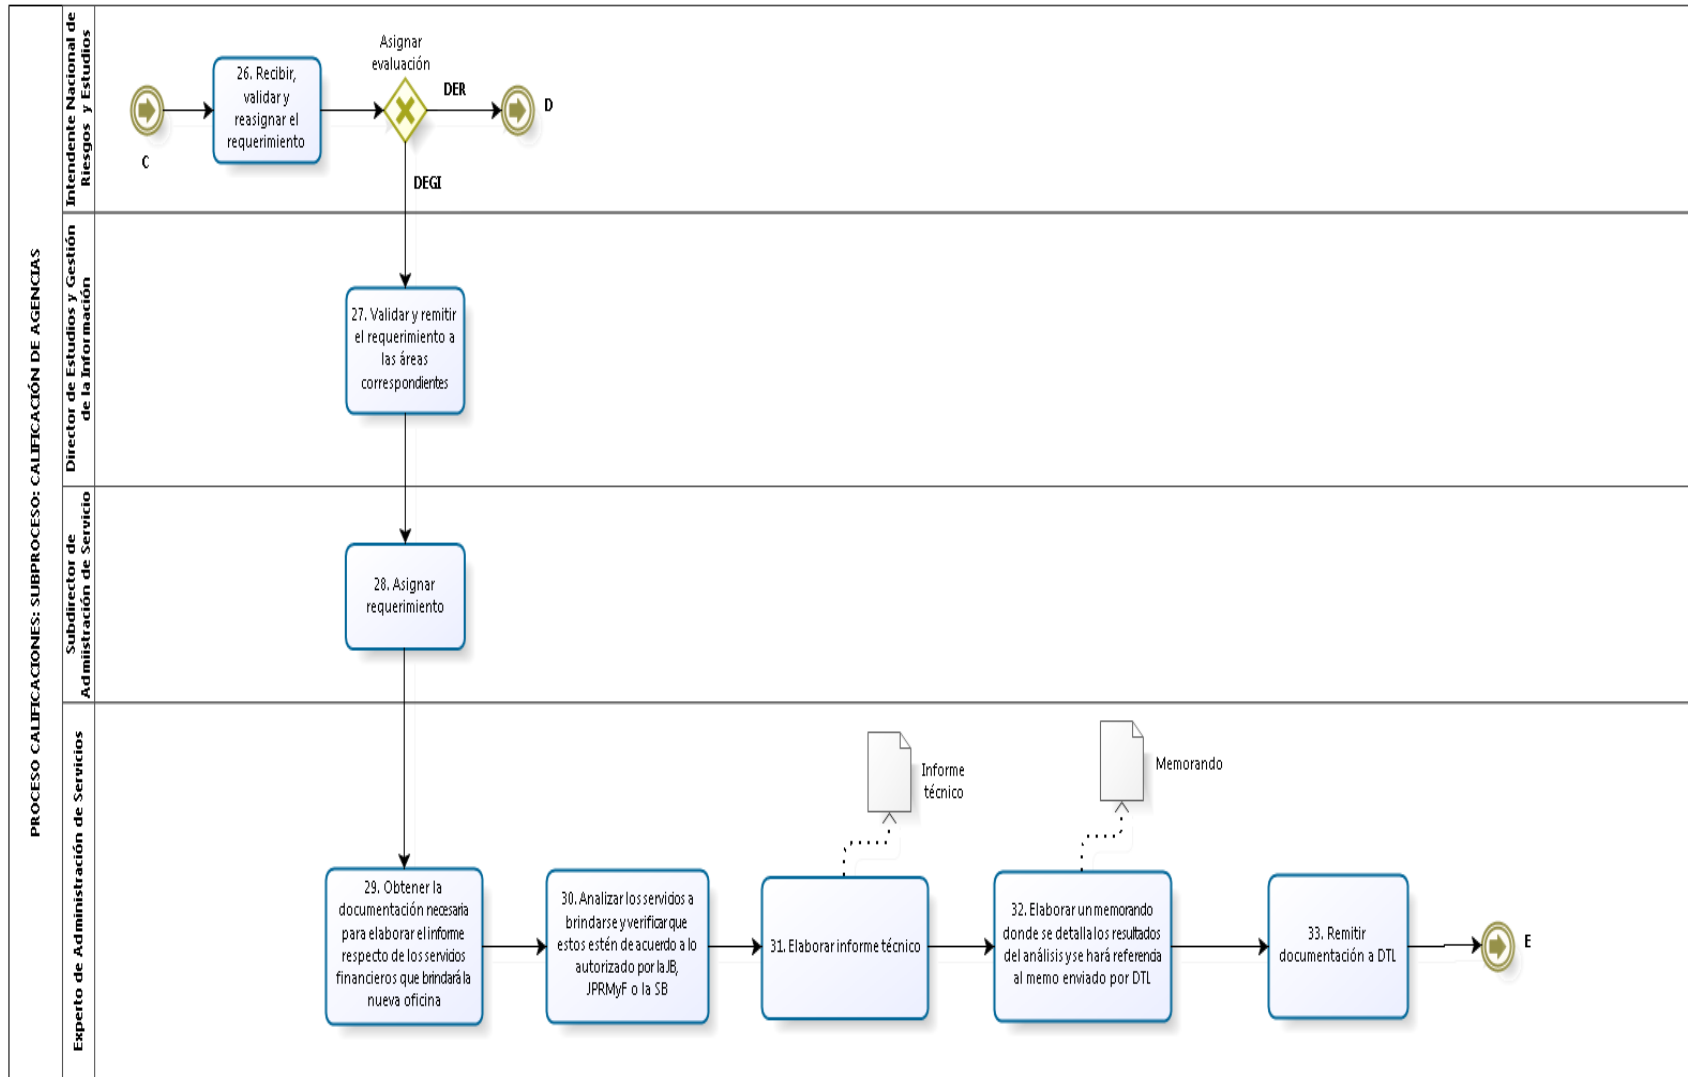 PROCESO CALIFICACIONES: SUBPROCESO: CALIFICACIÓN DE AGENCIAS
Intendente Nacional de
Riesgos y Estudios
C
26. Recibir,
validar y
reasignar el
requerimiento
Asignar
evaluación
DER
D
DEGI
Director de Estudios y Gestión
de la Información
27. Validar y remitir
el requerimiento a
las áreas
correspondientes
Subdirector de
Admiistración de Servicio
28. Asignar
requerimiento
Experto de Administración de Servicios
29. Obtener la
documentación necesaria
para elaborar el informe
respecto de los servicios
financieros que brindará la
nueva oficina
30. Analizar los servicios a
brindarse y verificar que
estos estén de acuerdo a lo
autorizado por la JB,
JPRMyF o la SB
Informe
técnico
31. Elaborar informe técnico
Memorando
32. Elaborar un memorando
donde se detalla los resultados
del análisis y se hará referencia
al memo enviado por DTL
33. Remitir
documentación a DTL
E